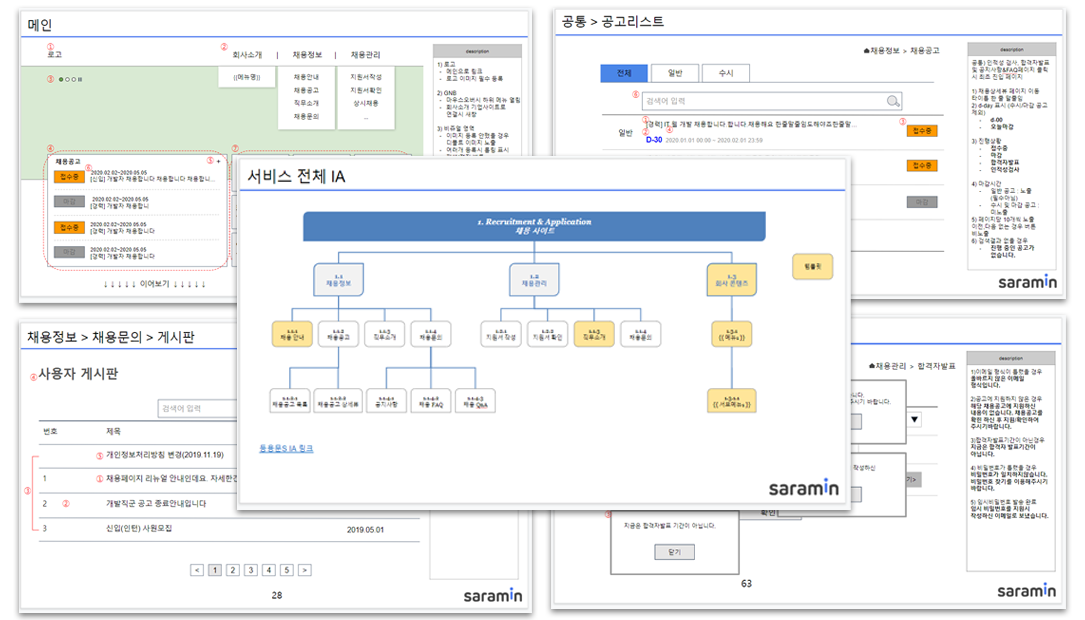 메인
① 로고
② 회사소개 | 채용정보 | 채용관리
{{메뉴명}}
채용안내
채용공고
직무소개
채용문의
지원서작성
지원서확인
상시채용
...
③
④
채용공고
⑤ +
⑥
⑦
접수중
2020.02.02~2020.05.05
[신입] 개발자 채용합니다 채용합니다 채용합니...
마감
2020.02.02~2020.05.05
[경력] 개발자 채용합니
접수중
2020.02.02~2020.05.05
[경력] 개발자 채용합니다
마감
2020.02.02~2020.05.05
[경력] 개발자 채용합니다
↓ ↓ ↓ ↓ ↓ 이어보기 ↓ ↓ ↓ ↓ ↓
description
1) 로고
- 메인으로 링크
- 로고 이미지 필수 등록
2) GNB
- 마우스오버시 하위 메뉴 열림
- 회사소개 기업사이트로
연결시 사항
3) 비쥬얼 영역
- 이미지 등록 안했을 경우
디폴트 이미지 노출
- 여러개 등록시 롤링 표시
공통 > 공고리스트
채용정보 > 채용공고
전체
일반
수시
⑥
검색어 입력
일반
①
[경력] IT 웹 개발 채용합니다.합니다.채용해요 한줄말줄임도해야죠한줄말...
②
D-30
④
2020.01.01 00:00 ~ 2020.02.01 23:59
③
접수중
접수중
마감
description
공통) 인적성 검사, 합격자발표
및 공지사항&FAQ페이지 클릭
시 최초 진입 페이지
1) 채용상세뷰 페이지 이동
타이틀 한 줄 말줄임
2) d-day 표시 (수시/마감 공고
제외)
- d-00
- 오늘마감
3) 진행상황
- 접수중
- 마감
- 합격자발표
- 인적성검사
4) 마감시간
- 일반 공고 : 노출
(필수아님)
- 수시 및 마감 공고 :
미노출
5) 페이지당 10개씩 노출
이전,다음 없는 경우 버튼
비노출
6) 검색결과 없을 경우
- 진행 중인 공고가
없습니다.
saramin
서비스 전체 IA
1. Recruitment & Application
채용 사이트
1.1
채용정보
1.2
채용관리
1.3
회사 콘텐츠
템플릿
1.1.1
채용 안내
1.1.2
채용공고
1.1.3
직무소개
1.1.4
채용문의
1.2.1
지원서 작성
1.2.2
지원서 확인
직무소개
채용문의
1.3.1
{{메뉴1}}
채용공고 목록
채용공고 상세뷰
공지사항
채용 FAQ
채용 Q&A
1.3.1.1
{{서브메뉴1}}
등용문S IA 링크
saramin
채용정보 > 채용문의 > 게시판
④ 사용자 게시판
검색어 입력
번호
제목
⑤ 개인정보처리방침 변경(2019.11.19)
③
1
① 채용페이지 리뉴얼 안내인데요. 자세한건
2
②
개발직군 공고 종료안내입니다
3
신입(인턴) 사원모집
2019.05.01
< 1 2 3 4 5 >
28
saramin
채용관리 > 합격자발표
니다.
주시기 바랍니다.
작성하신
기>
확인
③
지금은 합격자발표 기간이 아닙니다.
닫기
63
description
1)이메일 형식이 틀렸을 경우
올바르지 않은 이메일
형식입니다.
2)공고에 지원하지 않은 경우
해당 채용공고에 지원하신
내용이 없습니다. 채용공고를
확인 하신 후 지원/확인하여
주시기바랍니다.
3)합격자발표기간이 아닌경우
지금은 합격자 발표기간이
아닙니다.
4) 비밀번호가 틀렸을 경우
비밀번호가 일치하지않습니다.
비밀번호 찾기를 이용해주시기
바랍니다.
5) 임시비밀번호 발송 완료
임시 비밀번호를 지원서
작성하신 이메일로 보냈습니다.
saramin